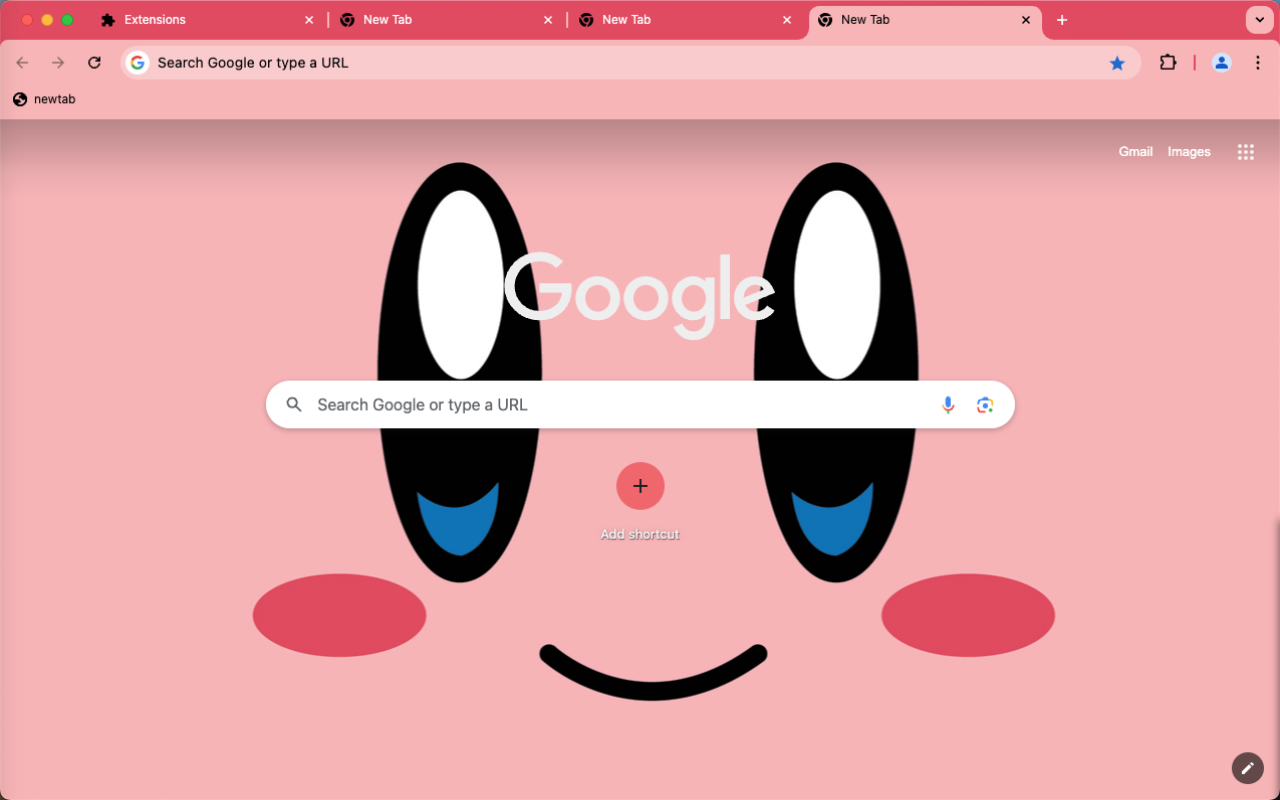 Extensions
New Tab
New Tab
New Tab
Search Google or type a URL
newtab
Gmail
Images
Google
Search Google or type a URL
Add shortcut